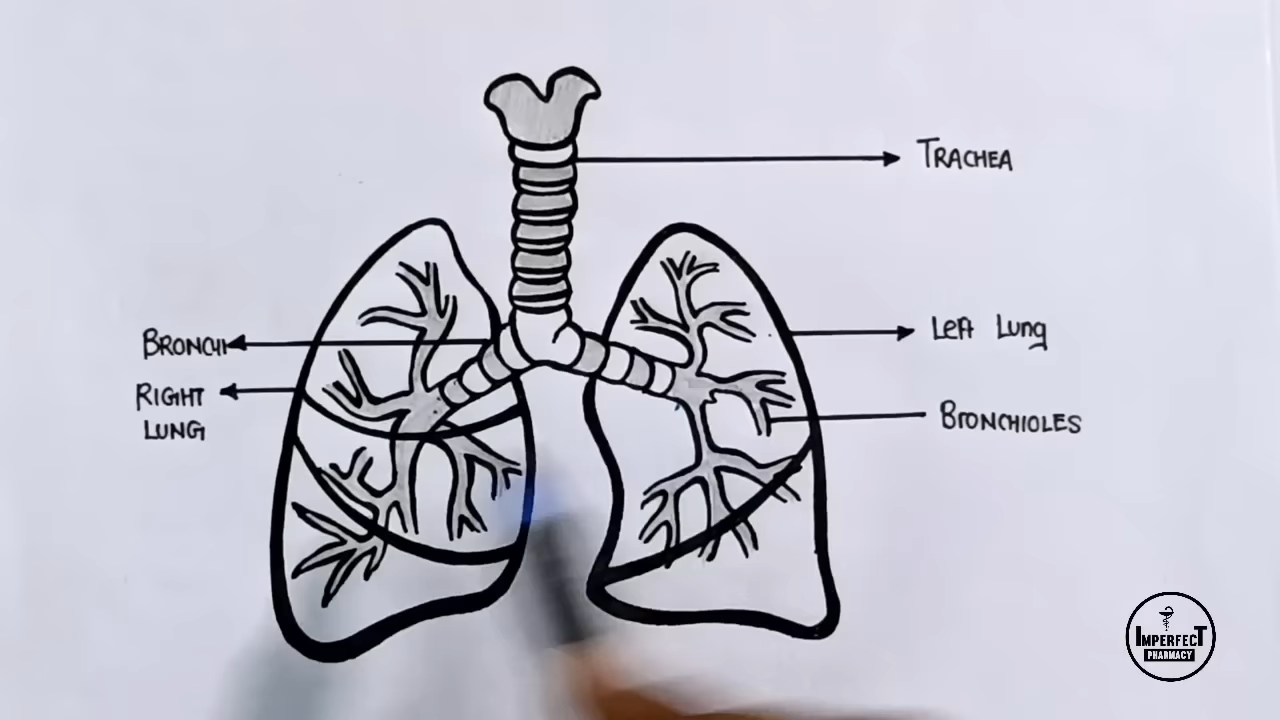 TRACHEA
BRONCHI
Left Lung
RIGHT
LUNG
BRONCHIOLES
IMPERFECT
PHARMACY